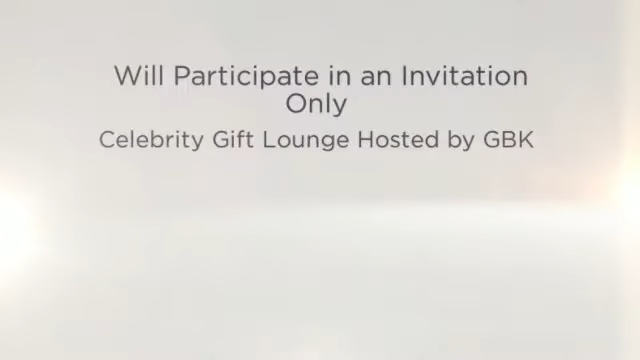 Will Participate in an Invitation
Only
Celebrity Gift Lounge Hosted by GBK